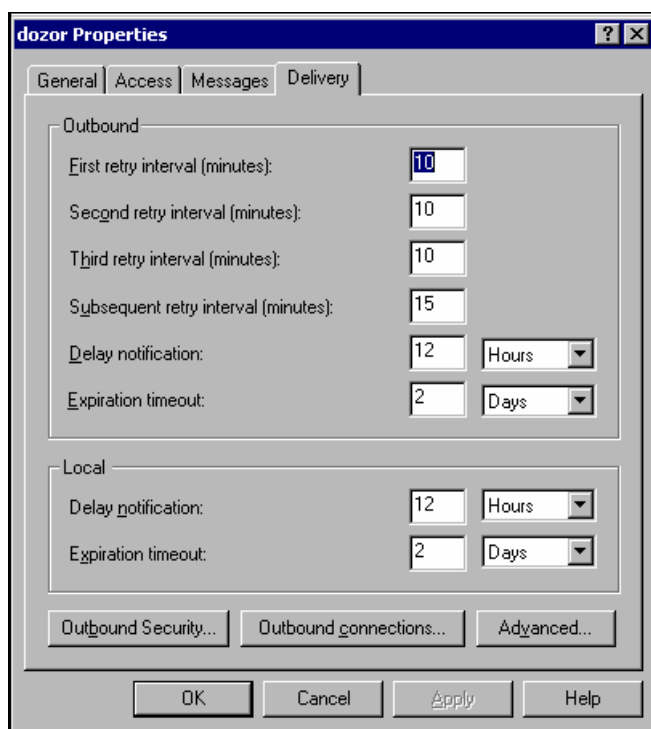 dozor Properties
General Access Messages Delivery
Outbound
First retry interval (minutes): 10
Second retry interval (minutes): 10
Third retry interval (minutes): 10
Subsequent retry interval (minutes): 15
Delay notification: 12 Hours
Expiration timeout: 2 Days
Local
Delay notification: 12 Hours
Expiration timeout: 2 Days
Outbound Security... Outbound connections... Advanced...
OK Cancel Apply Help